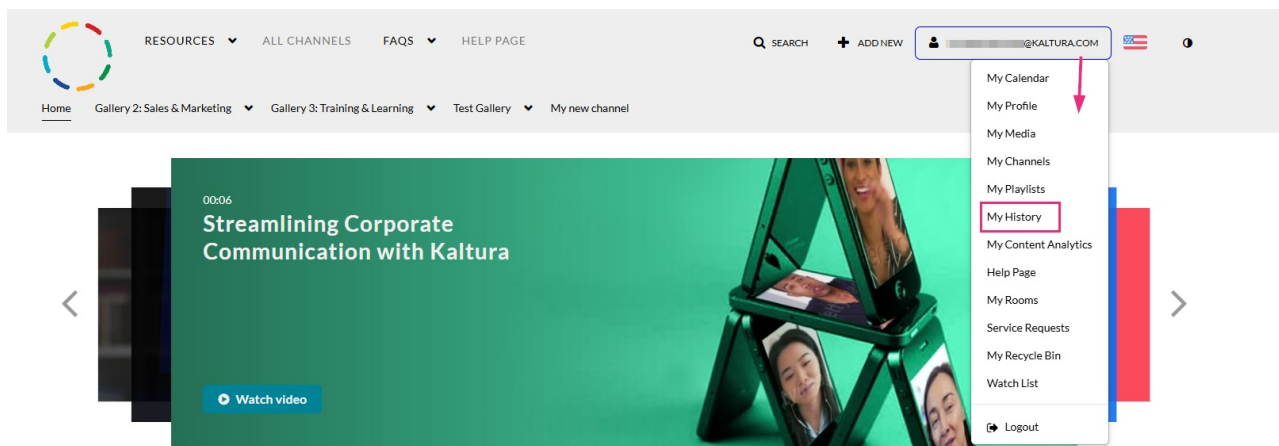 RESOURCES ALL CHANNELS FAQS HELP PAGE SEARCH ADD NEW @KALTURA.COM
Home Gallery 2: Sales & Marketing Gallery 3: Training & Learning Test Gallery My new channel
My Calendar
My Profile
My Media
My Channels
My Playlists
My History
My Content Analytics
Help Page
My Rooms
Service Requests
My Recycle Bin
Watch List
Logout
00:06
Streamlining Corporate
Communication with Kaltura
Watch video